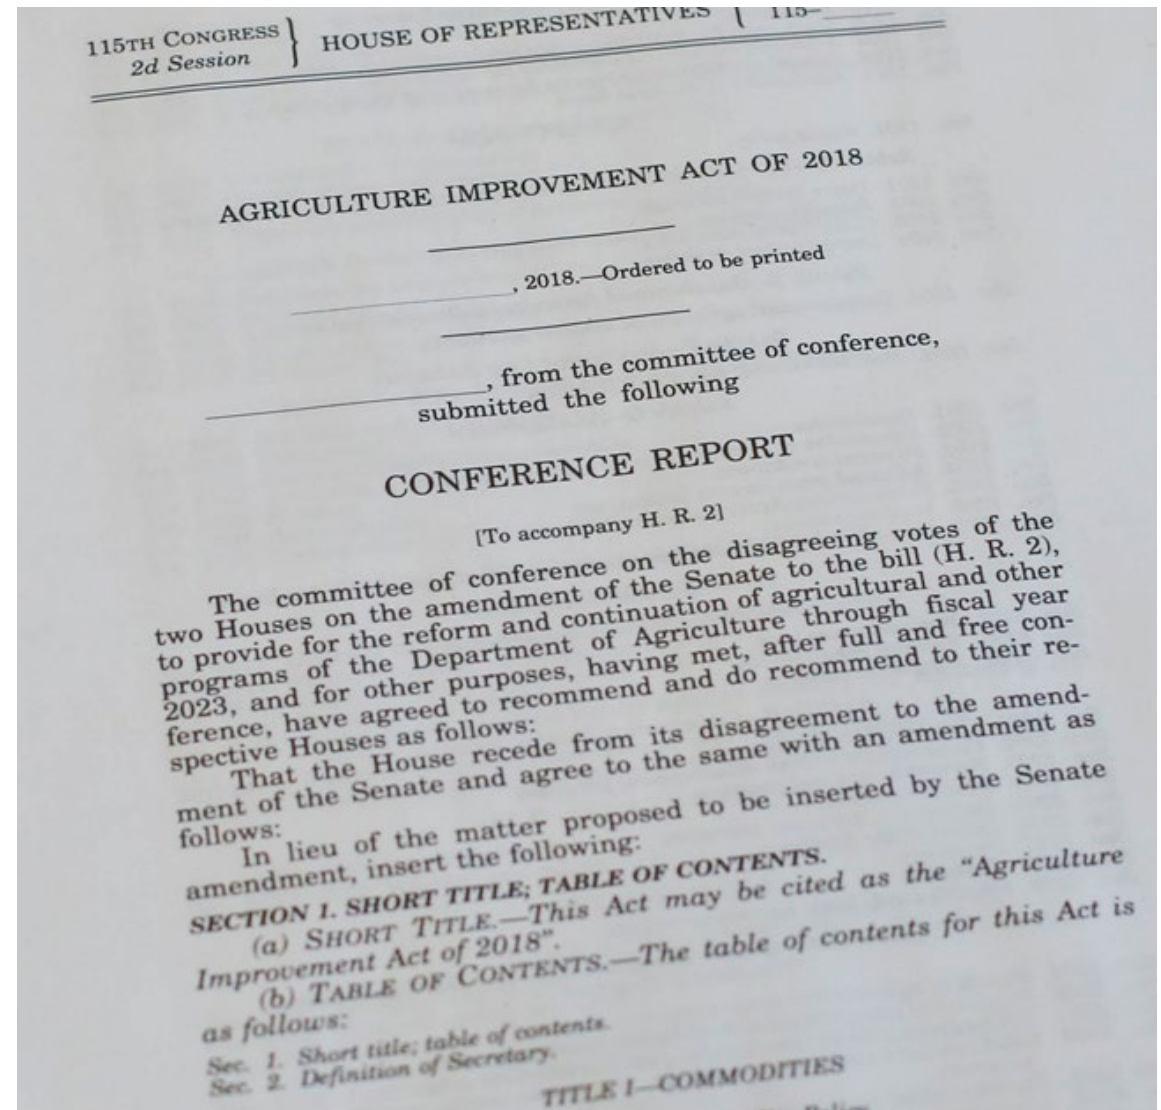 115TH CONGRESS } HOUSE OF REPRESENTATIVES { 115–
2d Session
AGRICULTURE IMPROVEMENT ACT OF 2018
, 2018.—Ordered to be printed
, from the committee of conference,
submitted the following
CONFERENCE REPORT
[To accompany H. R. 2]
The committee of conference on the disagreeing votes of the
two Houses on the amendment of the Senate to the bill (H. R. 2),
to provide for the reform and continuation of agricultural and other
programs of the Department of Agriculture through fiscal year
2023, and for other purposes, having met, after full and free con-
ference, have agreed to recommend and do recommend to their re-
spective Houses as follows:
That the House recede from its disagreement to the amend-
ment of the Senate and agree to the same with an amendment as
follows:
In lieu of the matter proposed to be inserted by the Senate
amendment, insert the following:
SECTION 1. SHORT TITLE; TABLE OF CONTENTS.
(a) SHORT TITLE.—This Act may be cited as the “Agriculture
Improvement Act of 2018”.
(b) TABLE OF CONTENTS.—The table of contents for this Act is
as follows:
Sec. 1. Short title; table of contents.
Sec. 2. Definition of Secretary.
TITLE I—COMMODITIES